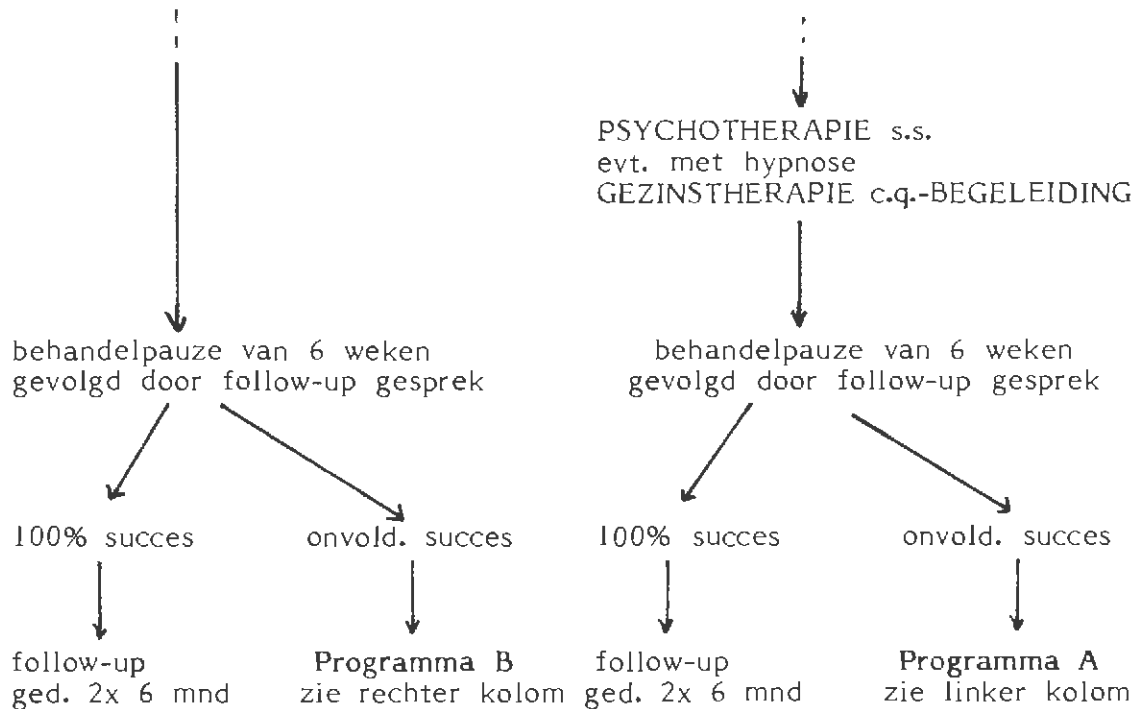 PSYCHOTHERAPIE s.s.
evt. met hypnose
GEZINSTHERAPIE c.q.-BEGELEIDING
behandelpauze van 6 weken
gevolgd door follow-up gesprek
behandelpauze van 6 weken
gevolgd door follow-up gesprek
100% succes
onvold. succes
100% succes
onvold. succes
follow-up
ged. 2x 6 mnd
Programma B
zie rechter kolom
follow-up
ged. 2x 6 mnd
Programma A
zie linker kolom